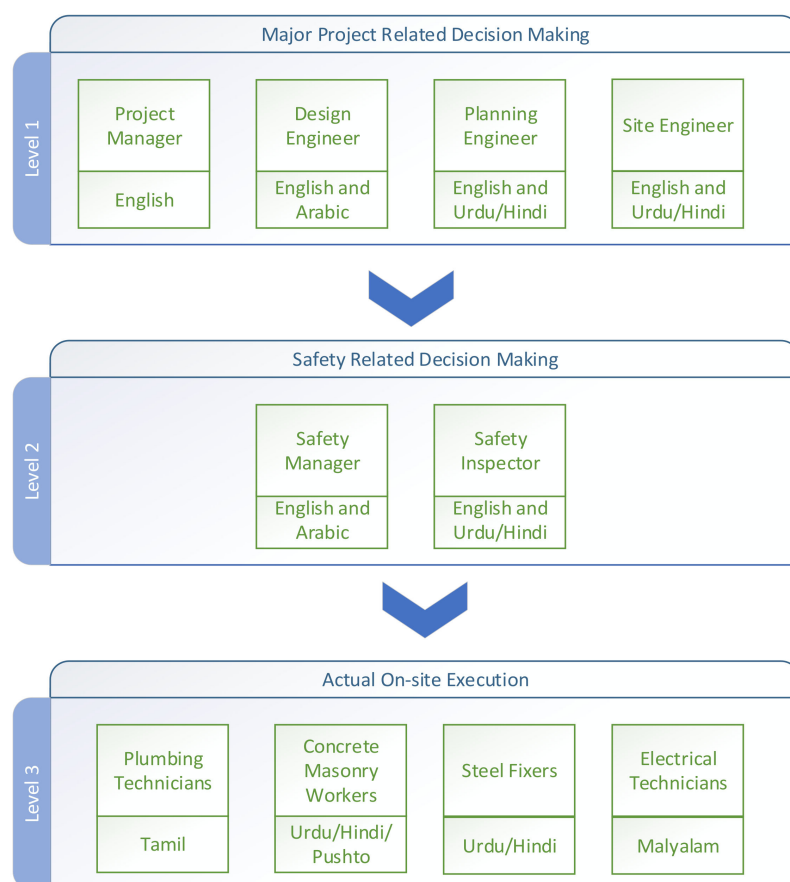 Major Project Related Decision Making
Level 1
Project
Manager
English
Design
Engineer
English and
Arabic
Planning
Engineer
English and
Urdu/Hindi
Site Engineer
English and
Urdu/Hindi
Safety Related Decision Making
Level 2
Safety
Manager
English and
Arabic
Safety
Inspector
English and
Urdu/Hindi
Actual On-site Execution
Level 3
Plumbing
Technicians
Tamil
Concrete
Masonry
Workers
Urdu/Hindi/
Pushto
Steel Fixers
Urdu/Hindi
Electrical
Technicians
Malyalam